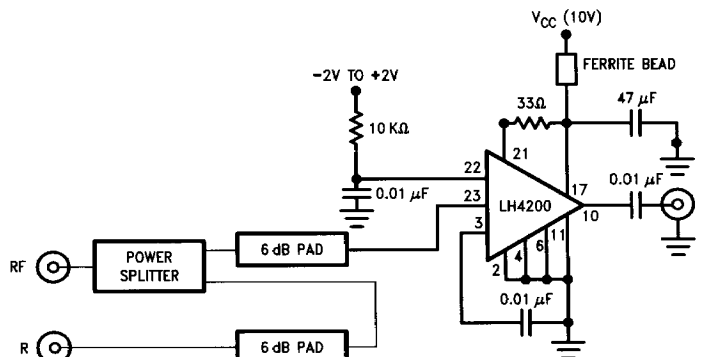 V_CC (10V)
FERRITE BEAD
-2V TO +2V
33Ω
47 μF
10 KΩ
21
22
0.01 μF
17
0.01 μF
23
LH4200
10
3
11
6
4
2
RF
POWER
SPLITTER
6 dB PAD
0.01 μF
R
6 dB PAD